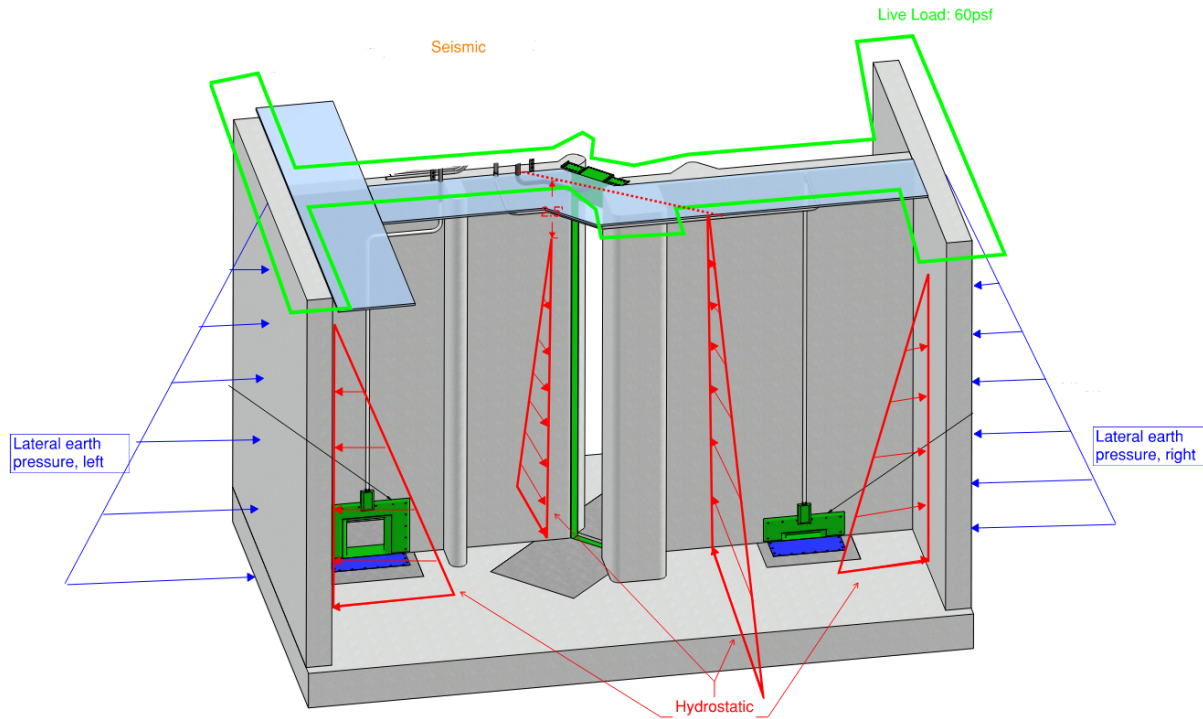 Live Load: 60psf
Seismic
2.5'
Lateral earth
pressure, left
Lateral earth
pressure, right
Hydrostatic